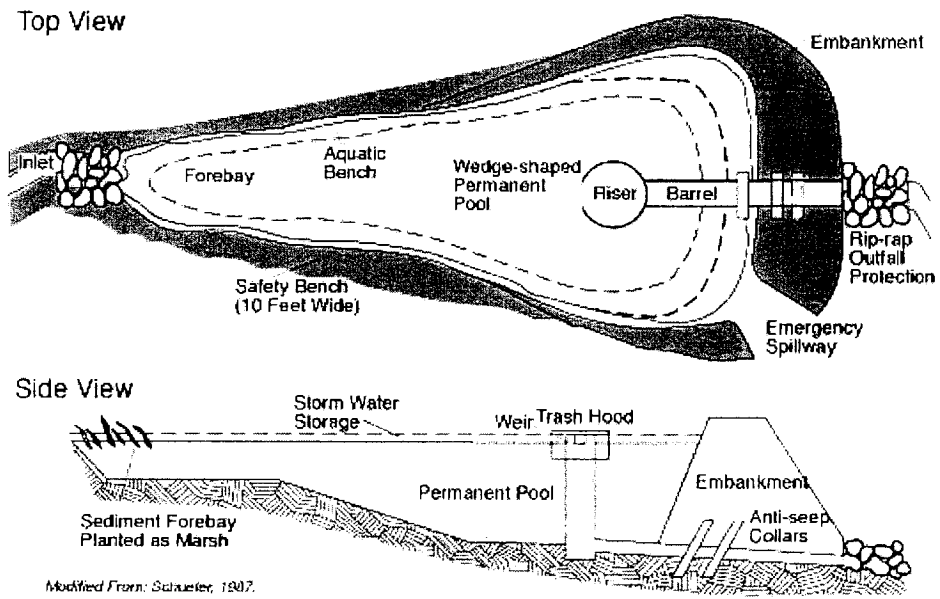 Top View
Embankment
Inlet
Forebay
Aquatic
Bench
Wedge-shaped
Permanent
Pool
Riser
Barrel
Rip-rap
Outfall
Protection
Safety Bench
(10 Feet Wide)
Emergency
Spillway
Side View
Storm Water
Storage
Weir
Trash Hood
Permanent Pool
Embankment
Anti-seep
Collars
Sediment Forebay
Planted as Marsh
Modified From: Schueler, 1987.